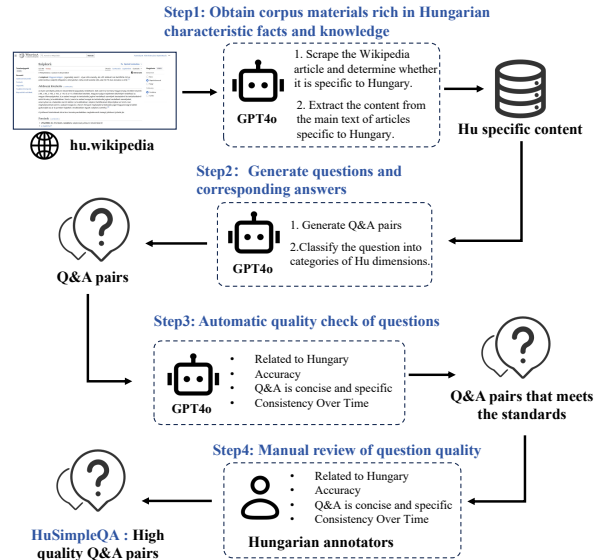 Step1: Obtain corpus materials rich in Hungarian
characteristic facts and knowledge
hu.wikipedia
GPT4o
1. Scrape the Wikipedia
article and determine whether
it is specific to Hungary.
2. Extract the content from
the main text of articles
specific to Hungary.
Hu specific content
Step2: Generate questions and
corresponding answers
Q&A pairs
GPT4o
1. Generate Q&A pairs
2.Classify the question into
categories of Hu dimensions.
Step3: Automatic quality check of questions
GPT4o
• Related to Hungary
• Accuracy
• Q&A is concise and specific
• Consistency Over Time
Q&A pairs that meets
the standards
Step4: Manual review of question quality
• Related to Hungary
• Accuracy
• Q&A is concise and specific
• Consistency Over Time
Hungarian annotators
HuSimpleQA : High
quality Q&A pairs